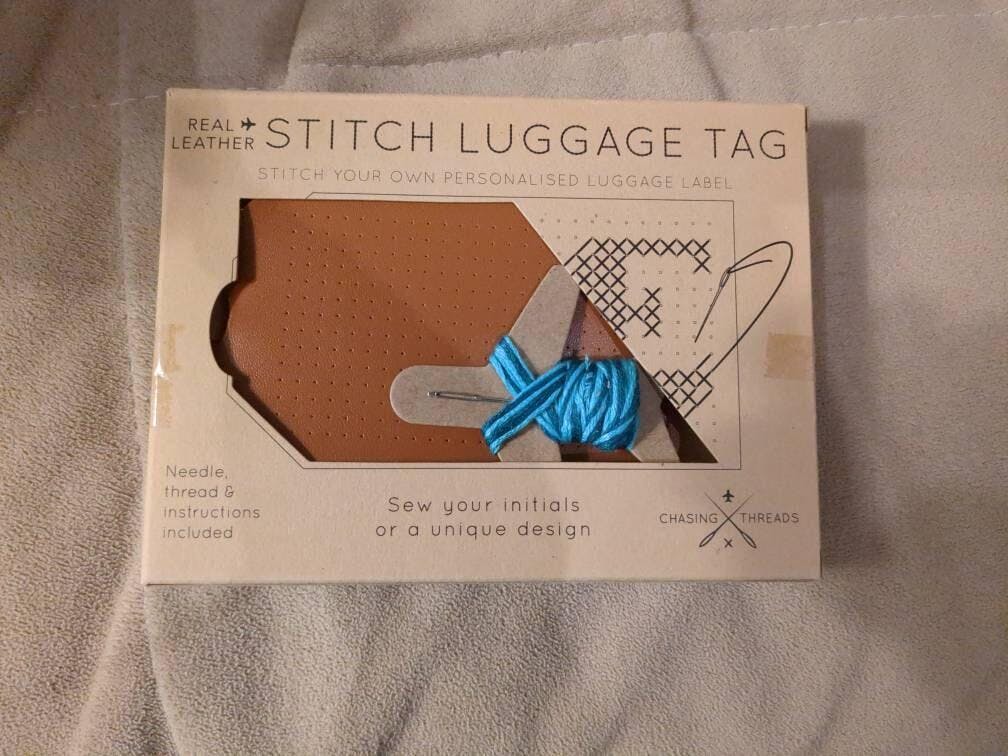 REAL
LEATHER
STITCH LUGGAGE TAG
STITCH YOUR OWN PERSONALISED LUGGAGE LABEL
Needle,
thread &
instructions
included
Sew your initials
or a unique design
CHASING THREADS